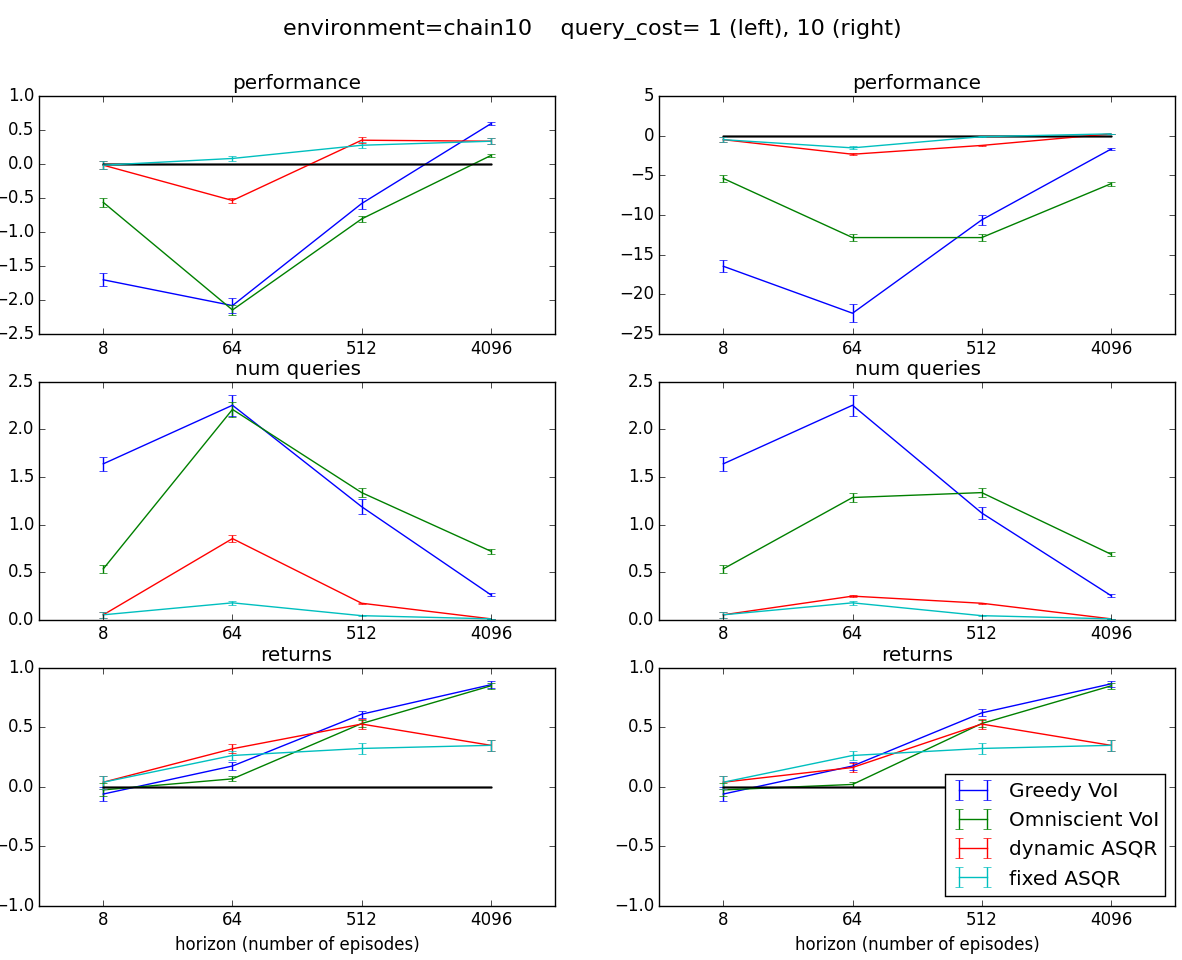 environment=chain10    query_cost= 1 (left), 10 (right)
performance
1.0
0.5
0.0
−0.5
−1.0
−1.5
−2.0
−2.5
8 64 512 4096
performance
5
0
−5
−10
−15
−20
−25
8 64 512 4096
num queries
2.5
2.0
1.5
1.0
0.5
0.0
8 64 512 4096
num queries
2.5
2.0
1.5
1.0
0.5
0.0
8 64 512 4096
returns
1.0
0.5
0.0
−0.5
−1.0
8 64 512 4096
horizon (number of episodes)
returns
1.0
0.5
0.0
−0.5
−1.0
8 64 512 4096
horizon (number of episodes)
Greedy VoI
Omniscient VoI
dynamic ASQR
fixed ASQR